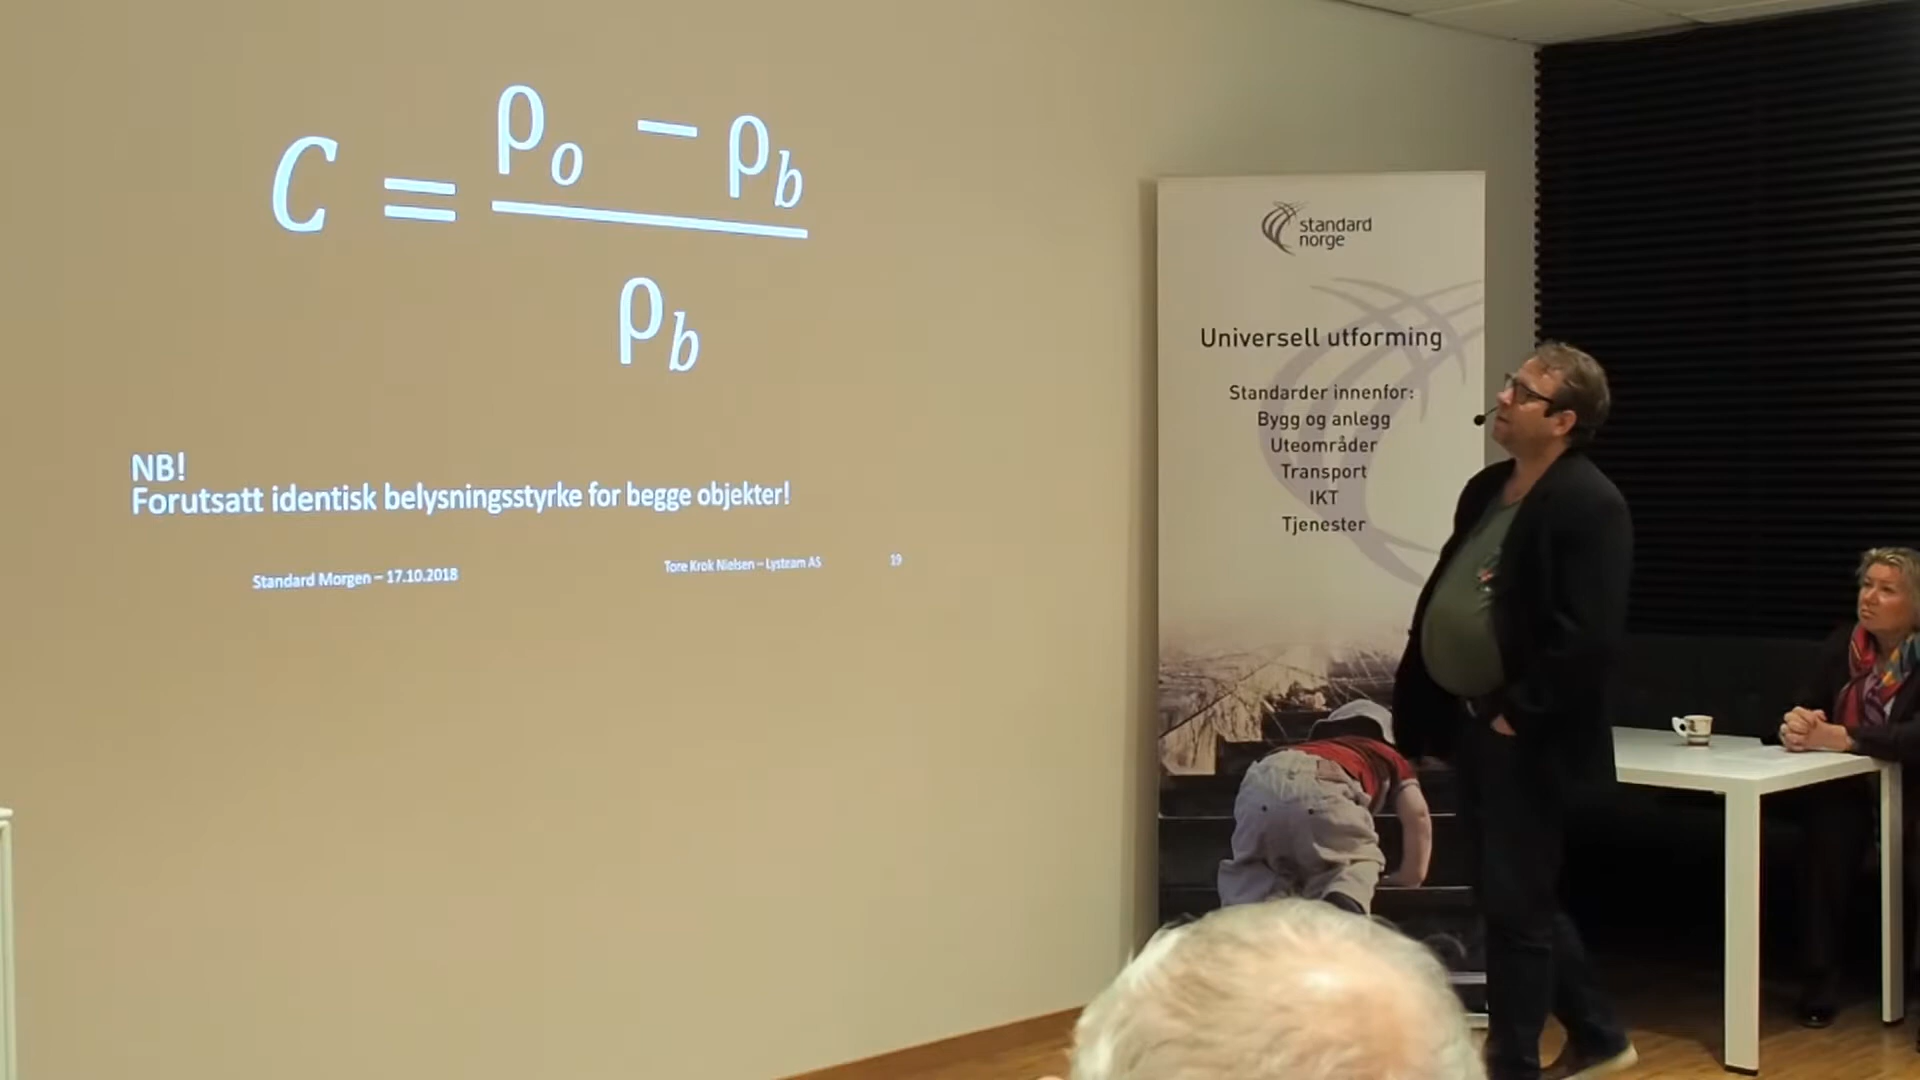 C = ρo − ρb
ρb
NB!
Forutsatt identisk belysningsstyrke for begge objekter!
Standard Morgen – 17.10.2018
Tore Krok Nielsen – Lysteam AS
19
standard
norge
Universell utforming
Standarder innenfor:
Bygg og anlegg
Uteområder
Transport
IKT
Tjenester